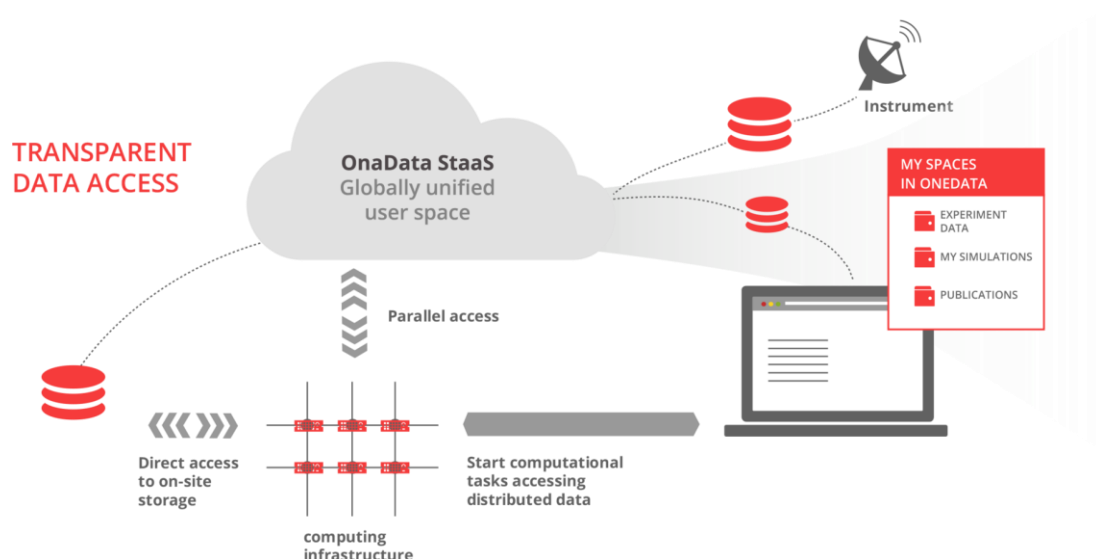 TRANSPARENT
DATA ACCESS
OnaData StaaS
Globally unified
user space
Instrument
MY SPACES
IN ONEDATA
EXPERIMENT
DATA
MY SIMULATIONS
PUBLICATIONS
Parallel access
Direct access
to on-site
storage
Start computational
tasks accessing
distributed data
computing
infrastructure